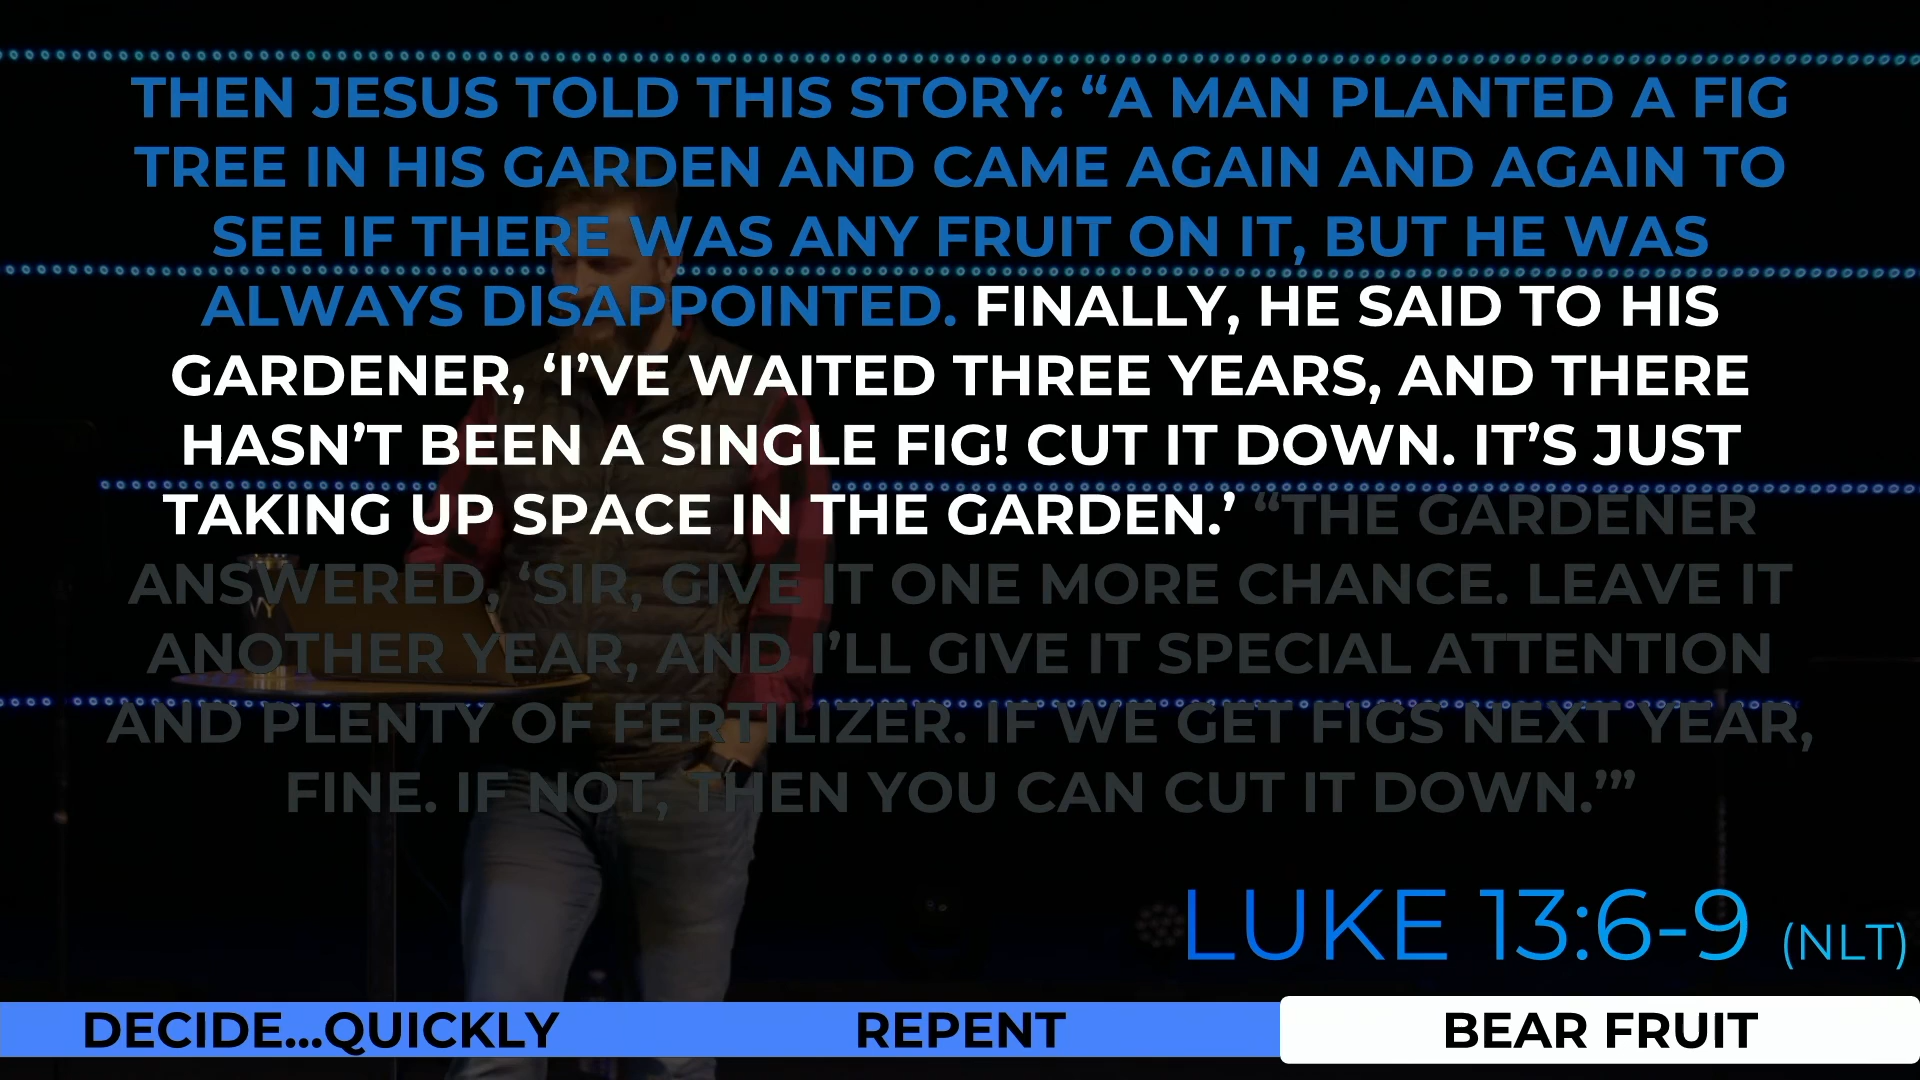 THEN JESUS TOLD THIS STORY: “A MAN PLANTED A FIG
TREE IN HIS GARDEN AND CAME AGAIN AND AGAIN TO
SEE IF THERE WAS ANY FRUIT ON IT, BUT HE WAS
ALWAYS DISAPPOINTED. FINALLY, HE SAID TO HIS
GARDENER, ‘I’VE WAITED THREE YEARS, AND THERE
HASN’T BEEN A SINGLE FIG! CUT IT DOWN. IT’S JUST
TAKING UP SPACE IN THE GARDEN.’ “THE GARDENER
ANSWERED, ‘SIR, GIVE IT ONE MORE CHANCE. LEAVE IT
ANOTHER YEAR, AND I’LL GIVE IT SPECIAL ATTENTION
AND PLENTY OF FERTILIZER. IF WE GET FIGS NEXT YEAR,
FINE. IF NOT, THEN YOU CAN CUT IT DOWN.’”
LUKE 13:6-9 (NLT)
DECIDE...QUICKLY REPENT BEAR FRUIT